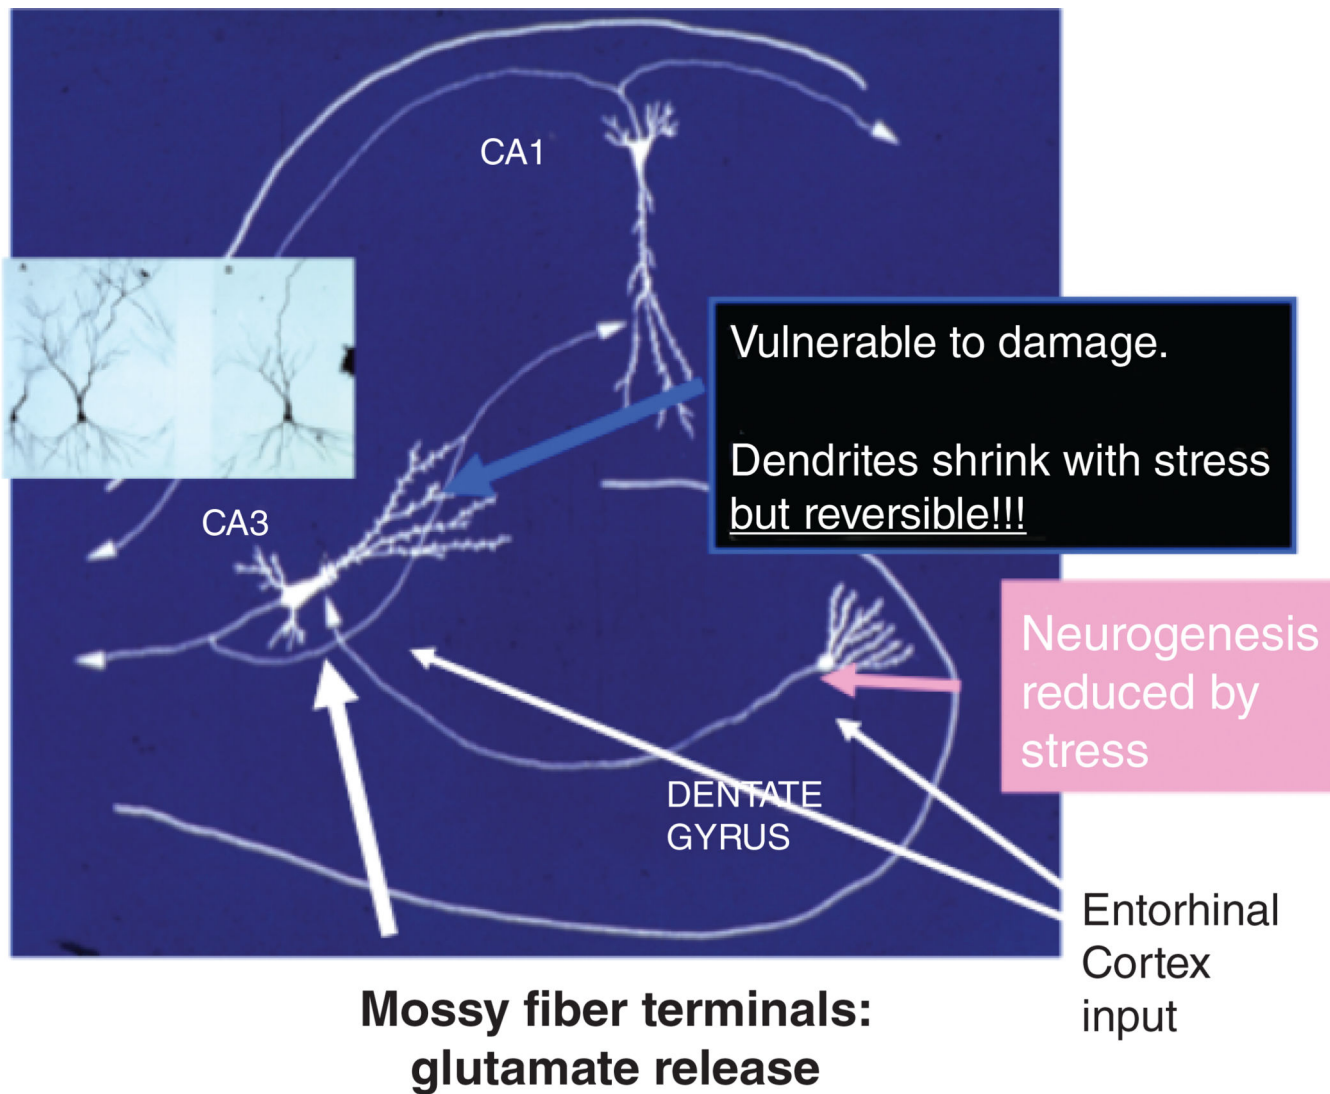 CA1
A
B
Vulnerable to damage.
Dendrites shrink with stress
but reversible!!!
CA3
Neurogenesis
reduced by
stress
DENTATE
GYRUS
Entorhinal
Cortex
input
Mossy fiber terminals:
glutamate release